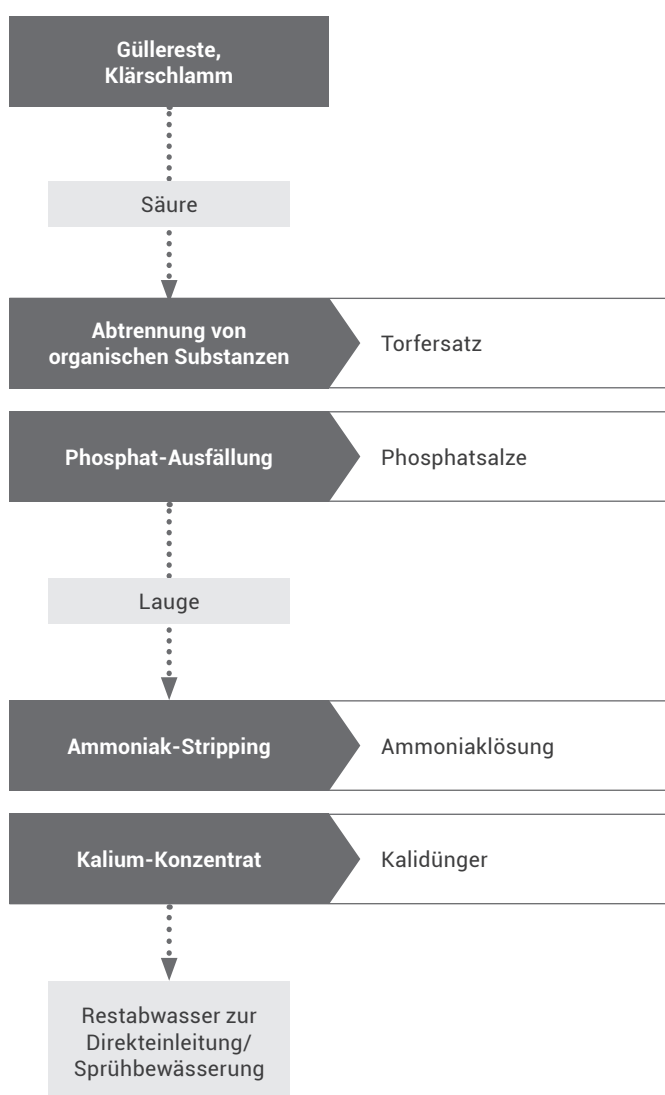 Güllereste,
Klärschlamm
Säure
Abtrennung von
organischen Substanzen
Torfersatz
Phosphat-Ausfällung
Phosphatsalze
Lauge
Ammoniak-Stripping
Ammoniaklösung
Kalium-Konzentrat
Kalidünger
Restabwasser zur
Direkteinleitung/
Sprühbewässerung